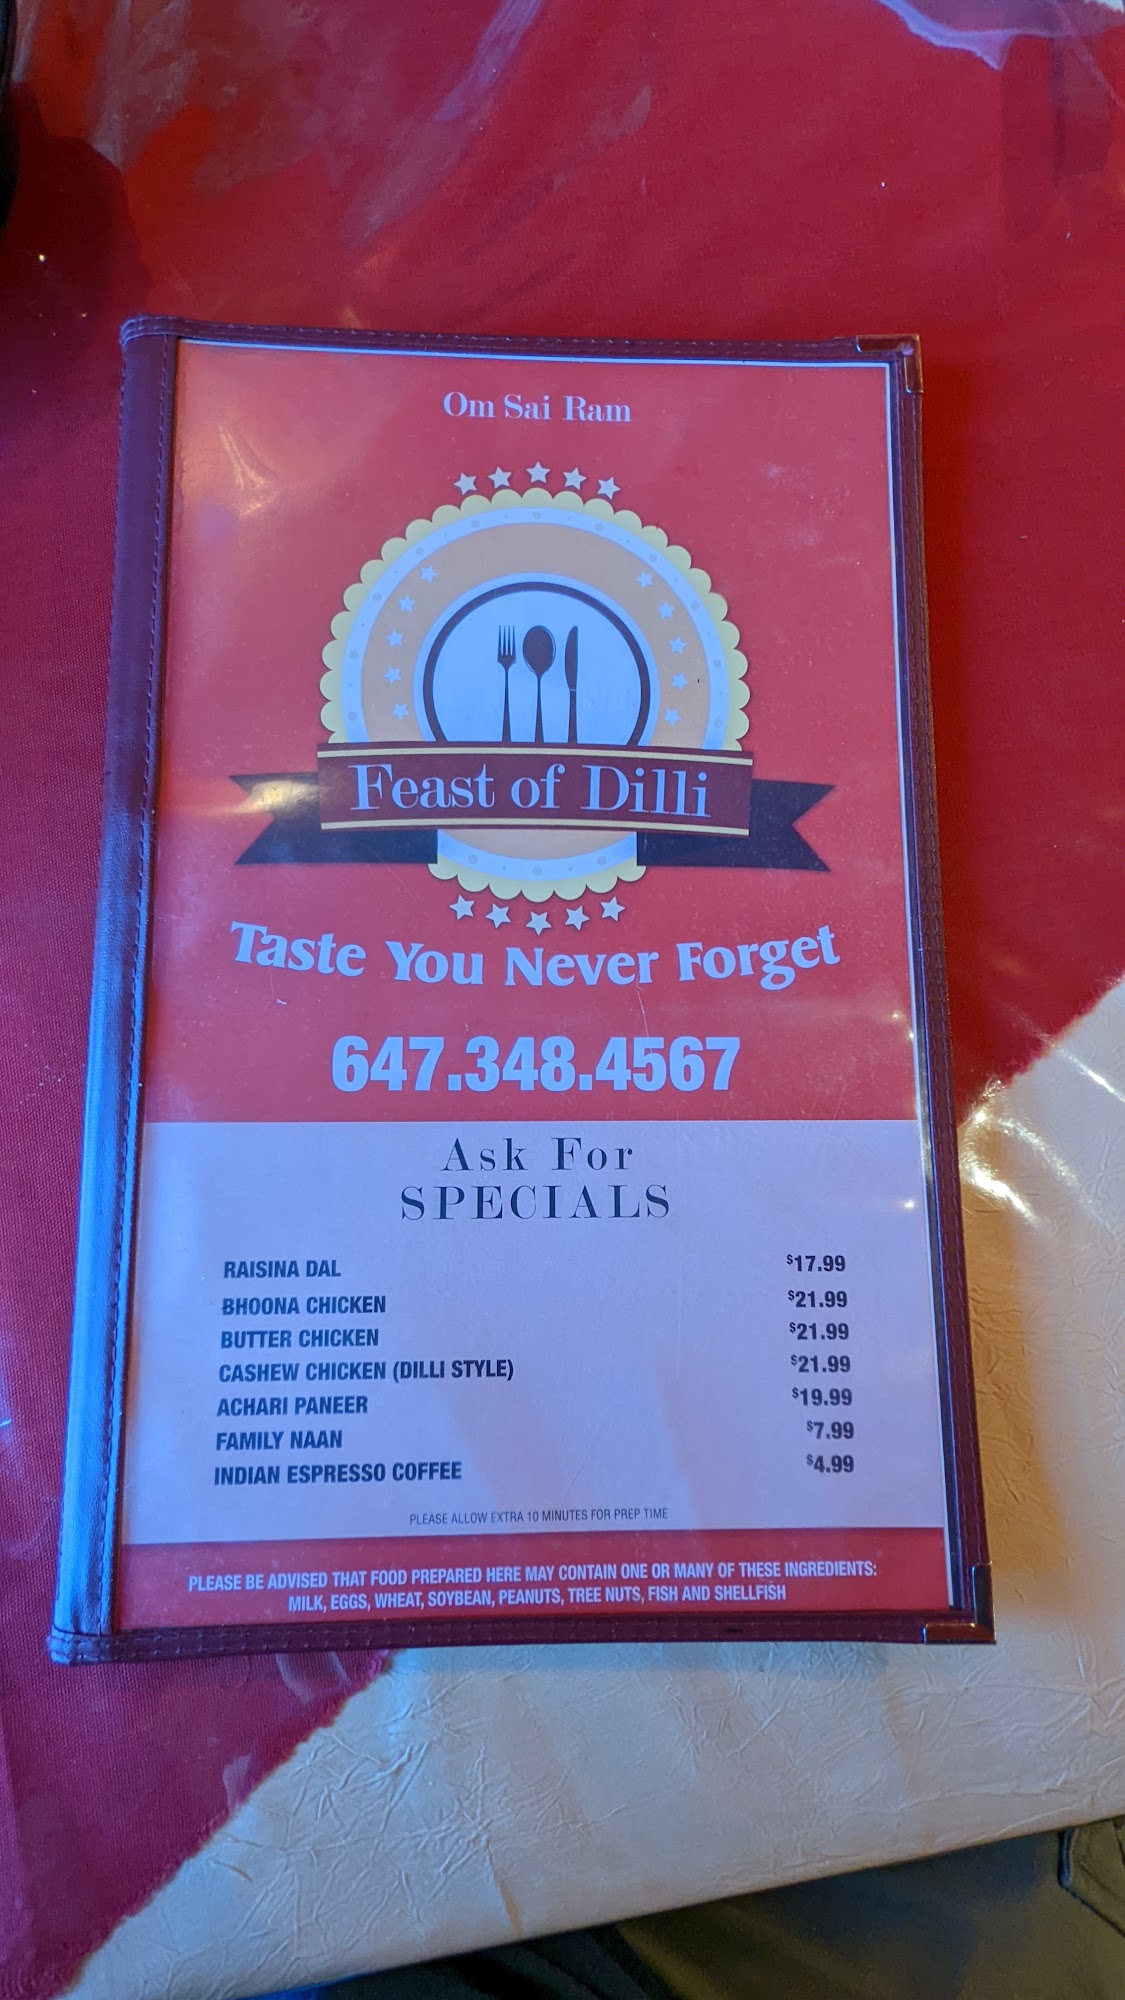 Om Sai Ram
Feast of Dilli
Taste You Never Forget
647.348.4567
Ask For
SPECIALS
RAISINA DAL $17.99
BHOONA CHICKEN $21.99
BUTTER CHICKEN $21.99
CASHEW CHICKEN (DILLI STYLE) $21.99
ACHARI PANEER $19.99
FAMILY NAAN $7.99
INDIAN ESPRESSO COFFEE $4.99
PLEASE ALLOW EXTRA 10 MINUTES FOR PREP TIME
PLEASE BE ADVISED THAT FOOD PREPARED HERE MAY CONTAIN ONE OR MANY OF THESE INGREDIENTS:
MILK, EGGS, WHEAT, SOYBEAN, PEANUTS, TREE NUTS, FISH AND SHELLFISH